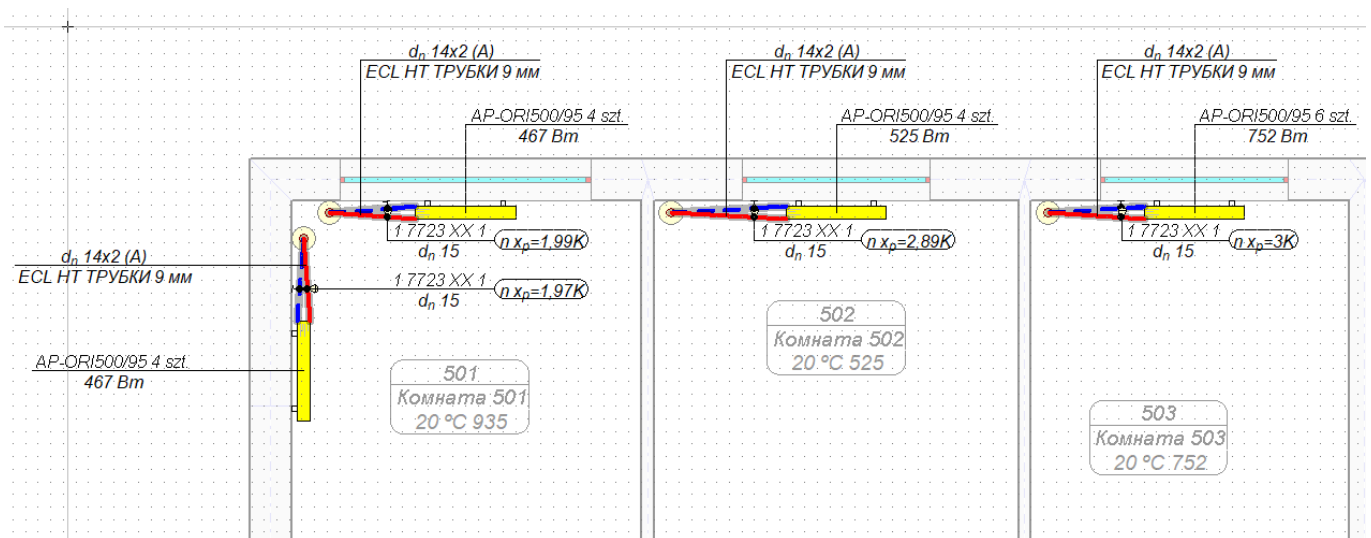 dn 14x2 (A)
ECL HT ТРУБКИ 9 мм
dn 14x2 (A)
ECL HT ТРУБКИ 9 мм
dn 14x2 (A)
ECL HT ТРУБКИ 9 мм
AP-ORI500/95 4 szt.
467 Вт
AP-ORI500/95 4 szt.
525 Вт
AP-ORI500/95 6 szt.
752 Вт
1 7723 XX 1
dn 15
n xp=1,99K
1 7723 XX 1
dn 15
n xp=2,89K
1 7723 XX 1
dn 15
n xp=3K
dn 14x2 (A)
ECL HT ТРУБКИ 9 мм
1 7723 XX 1
dn 15
n xp=1,97K
AP-ORI500/95 4 szt.
467 Вт
501
Комната 501
20 ºC 935
502
Комната 502
20 ºC 525
503
Комната 503
20 ºC 752